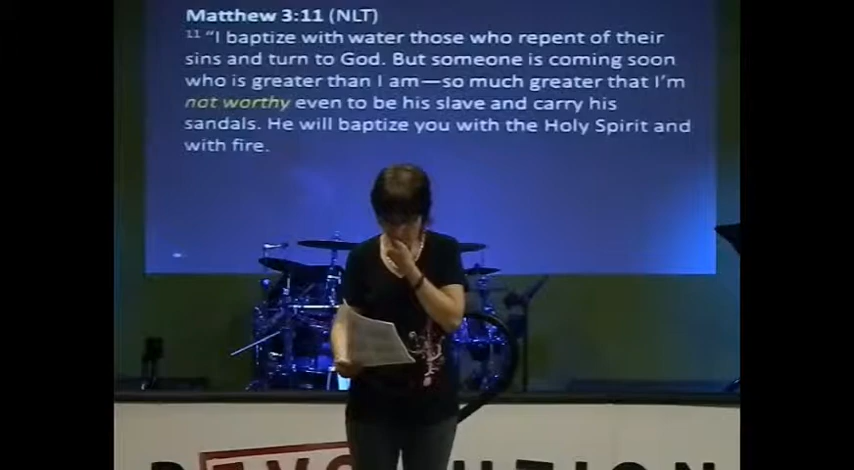 Matthew 3:11 (NLT)
11 “I baptize with water those who repent of their
sins and turn to God. But someone is coming soon
who is greater than I am—so much greater that I’m
not worthy even to be his slave and carry his
sandals. He will baptize you with the Holy Spirit and
with fire.